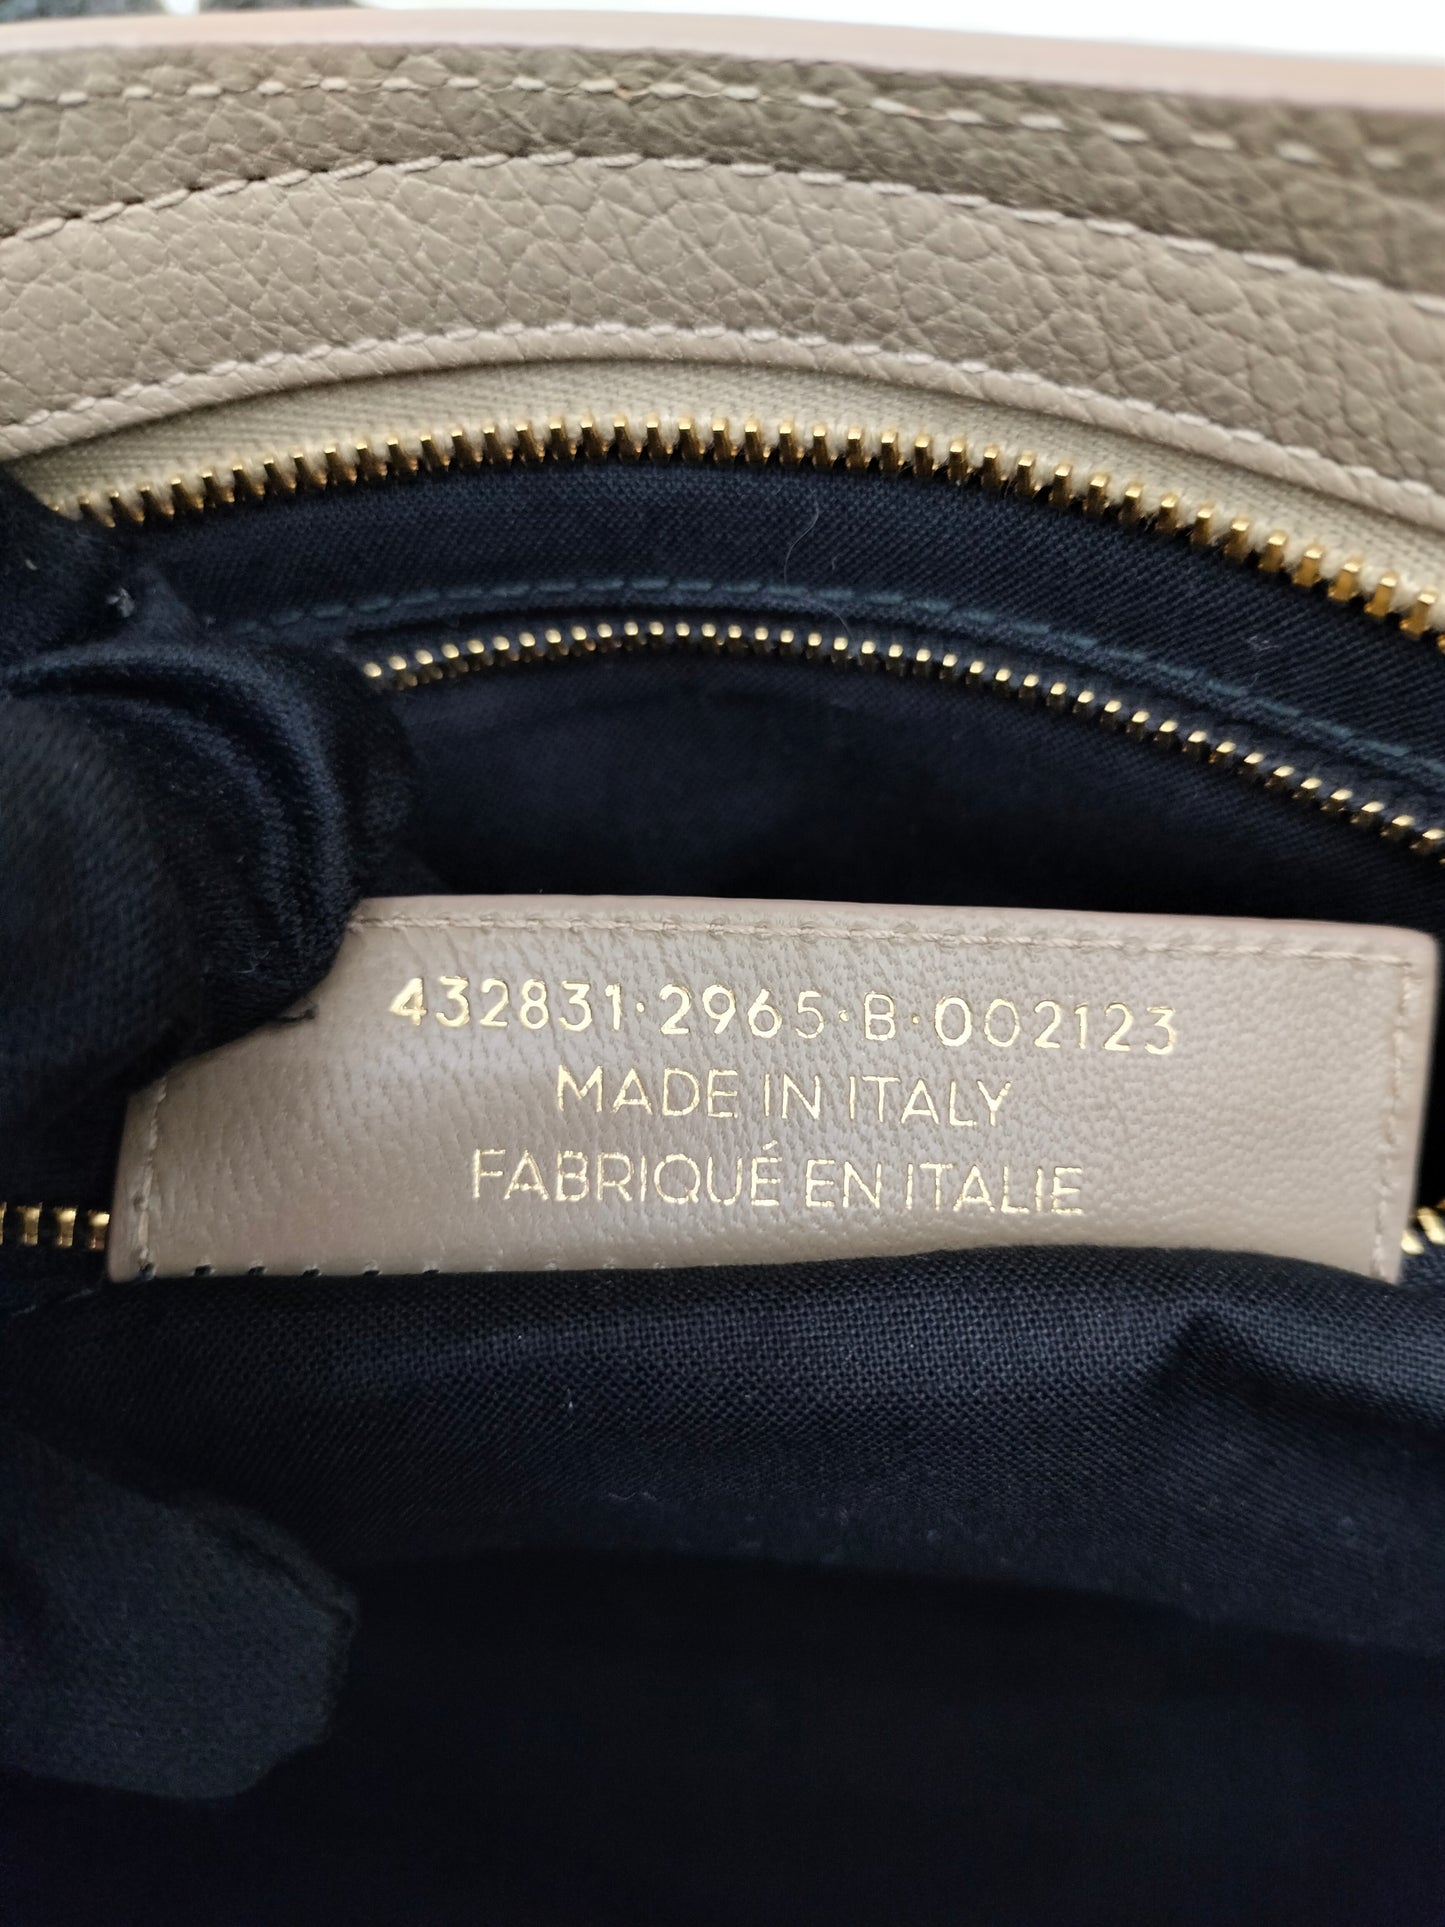 432831·2965·B·002123
MADE IN ITALY
FABRIQUÉ EN ITALIE